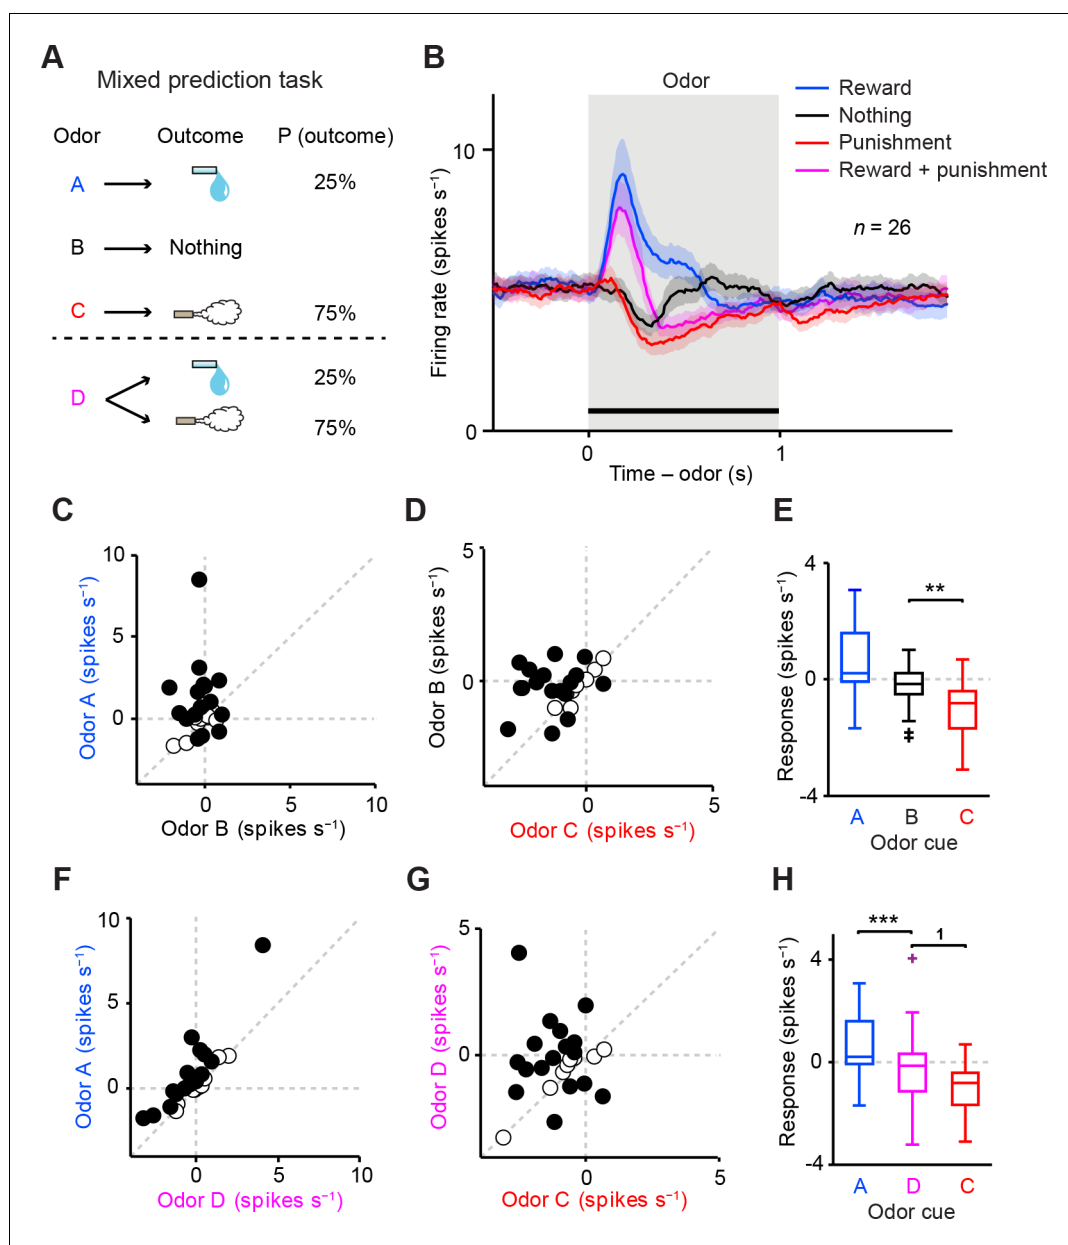 A
Mixed prediction task
Odor Outcome P (outcome)
A 25%
B Nothing
C 75%
D 25%
75%
B
Odor
Reward
Nothing
Punishment
Reward + punishment
n = 26
10
0
Firing rate (spikes s⁻¹)
0 1
Time – odor (s)
C
10
5
0
Odor A (spikes s⁻¹)
0 5 10
Odor B (spikes s⁻¹)
D
5
0
Odor B (spikes s⁻¹)
0 5
Odor C (spikes s⁻¹)
E
4
0
-4
Response (spikes s⁻¹)
**
A B C
Odor cue
F
10
5
0
Odor A (spikes s⁻¹)
0 5 10
Odor D (spikes s⁻¹)
G
5
0
Odor D (spikes s⁻¹)
0 5
Odor C (spikes s⁻¹)
H
4
0
-4
Response (spikes s⁻¹)
*** 1
A D C
Odor cue